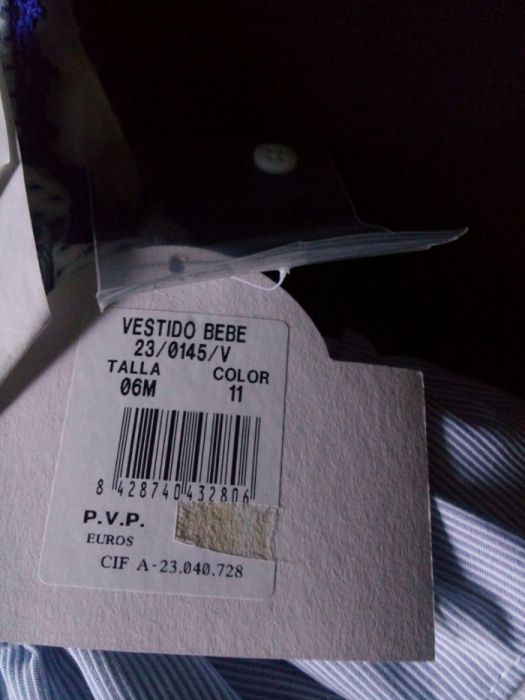 VESTIDO BEBE
23/0145/V
TALLA COLOR
06M 11
8 428740 432806
P.V.P.
EUROS
CIF A-23.040.728